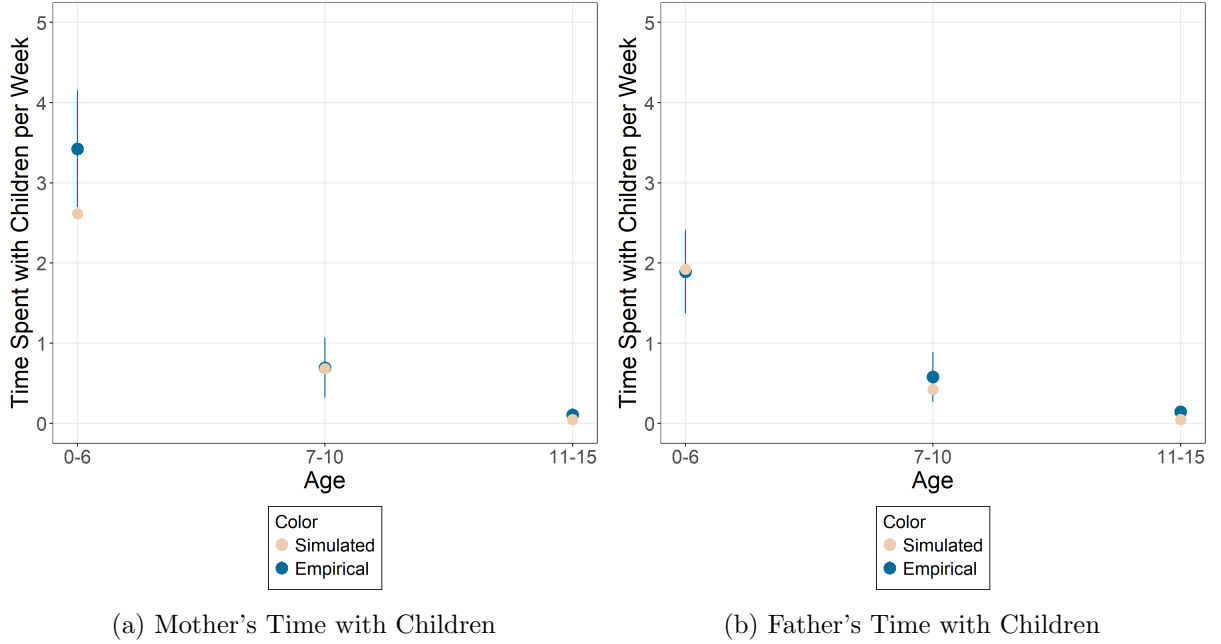 Time Spent with Children per Week
5
4
3
2
1
0
0-6
7-10
11-15
Age
Color
Simulated
Empirical
(a) Mother's Time with Children
Time Spent with Children per Week
5
4
3
2
1
0
0-6
7-10
11-15
Age
Color
Simulated
Empirical
(b) Father's Time with Children